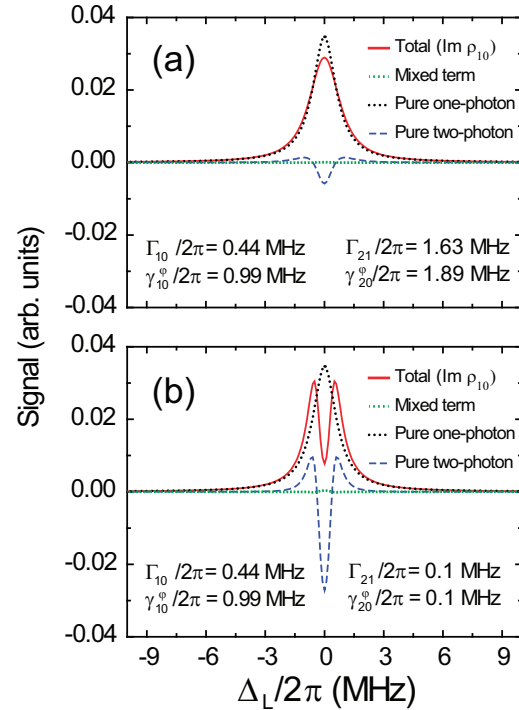 0.04
(a)
Total (Im ρ10)
Mixed term
Pure one-photon
Pure two-photon
0.02
0.00
-0.02
-0.04
Γ10 /2π = 0.44 MHz
Γ21/2π = 1.63 MHz
γ10^φ/2π = 0.99 MHz
γ20^φ/2π = 1.89 MHz
Signal (arb. units)
0.04
(b)
Total (Im ρ10)
Mixed term
Pure one-photon
Pure two-photon
0.02
0.00
-0.02
-0.04
Γ10 /2π = 0.44 MHz
Γ21/2π = 0.1 MHz
γ10^φ/2π = 0.99 MHz
γ20^φ/2π = 0.1 MHz
-9 -6 -3 0 3 6 9
ΔL/2π (MHz)